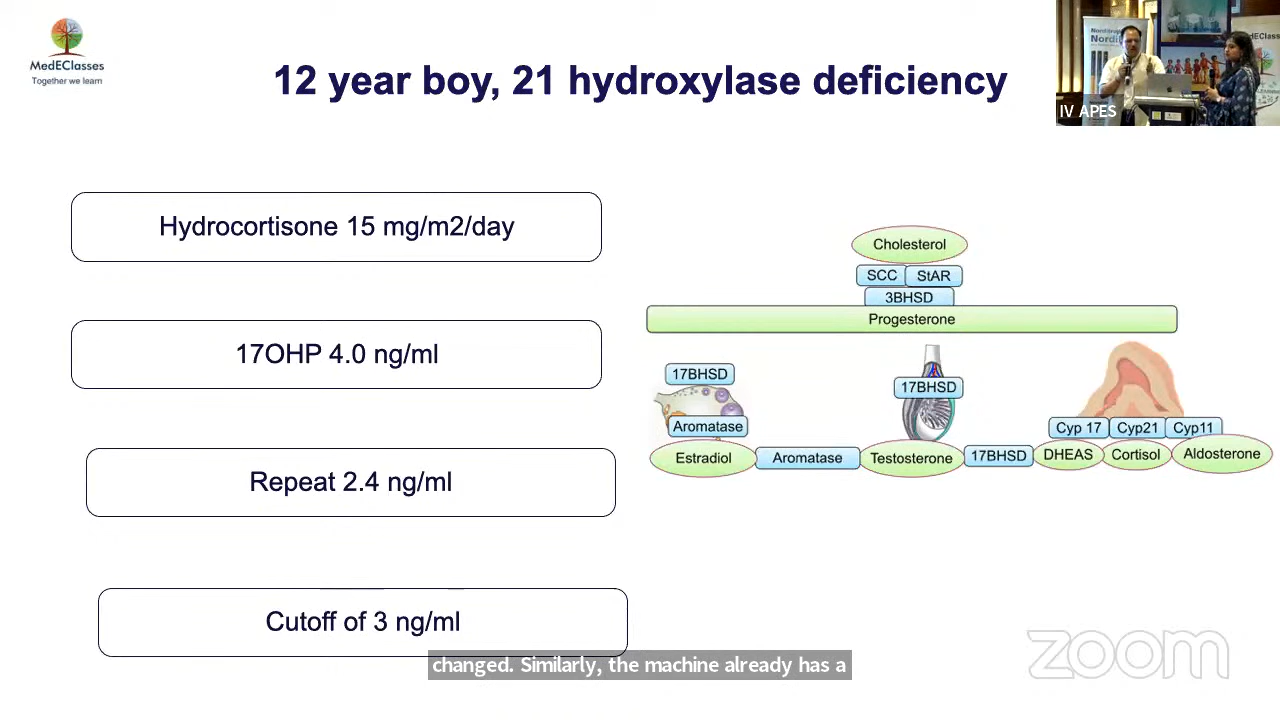 MedEClasses
Together we learn
12 year boy, 21 hydroxylase deficiency
IV APES
Hydrocortisone 15 mg/m2/day
17OHP 4.0 ng/ml
Repeat 2.4 ng/ml
Cutoff of 3 ng/ml
Cholesterol
SCC StAR
3BHSD
Progesterone
17BHSD
17BHSD
Aromatase
Cyp 17 Cyp21 Cyp11
Estradiol Aromatase Testosterone 17BHSD DHEAS Cortisol Aldosterone
zoom
changed. Similarly, the machine already has a